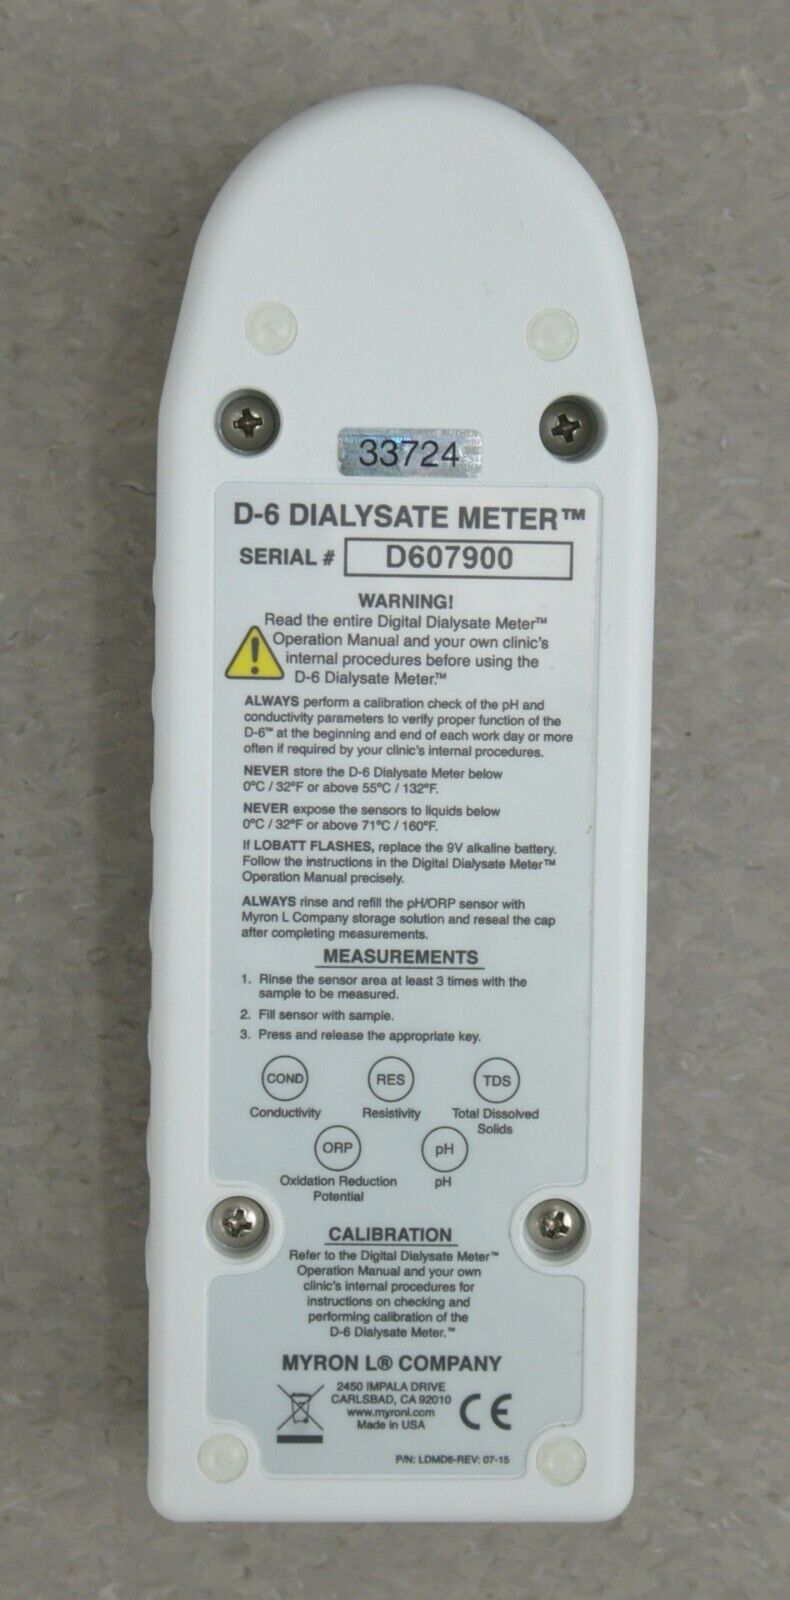 AUTHEN
33724
D-6 DIALYSATE METER™
SERIAL # D607900
WARNING!
Read the entire Digital Dialysate Meter™
Operation Manual and your own clinic's
internal procedures before using the
D-6 Dialysate Meter.™
ALWAYS perform a calibration check of the pH and
conductivity parameters to verify proper function of the
D-6™ at the beginning and end of each work day or more
often if required by your clinic's internal procedures.
NEVER store the D-6 Dialysate Meter below
0°C / 32°F or above 55°C / 132°F.
NEVER expose the sensors to liquids below
0°C / 32°F or above 71°C / 160°F.
If LOBATT FLASHES, replace the 9V alkaline battery.
Follow the instructions in the Digital Dialysate Meter™
Operation Manual precisely.
ALWAYS rinse and refill the pH/ORP sensor with
Myron L Company storage solution and reseal the cap
after completing measurements.
MEASUREMENTS
1. Rinse the sensor area at least 3 times with the
sample to be measured.
2. Fill sensor with sample.
3. Press and release the appropriate key.
COND RES TDS
Conductivity Resistivity Total Dissolved
Solids
ORP pH
Oxidation Reduction pH
Potential
CALIBRATION
Refer to the Digital Dialysate Meter™
Operation Manual and your own
clinic's internal procedures for
instructions on checking and
performing calibration of the
D-6 Dialysate Meter.™
MYRON L® COMPANY
2450 IMPALA DRIVE
CARLSBAD, CA 92010
www.myronl.com
Made in USA
CE
P/N: LDMD6-REV: 07-15